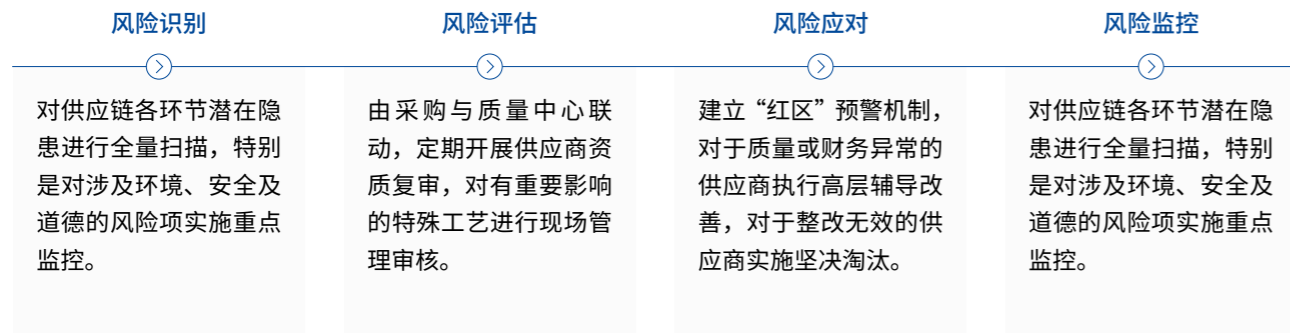 风险识别
对供应链各环节潜在隐
患进行全量扫描，特别
是对涉及环境、安全及
道德的风险项实施重点
监控。
风险评估
由采购与质量中心联
动，定期开展供应商资
质复审，对有重要影响
的特殊工艺进行现场管
理审核。
风险应对
建立“红区”预警机制，
对于质量或财务异常的
供应商执行高层辅导改
善，对于整改无效的供
应商实施坚决淘汰。
风险监控
对供应链各环节潜在隐
患进行全量扫描，特别
是对涉及环境、安全及
道德的风险项实施重点
监控。